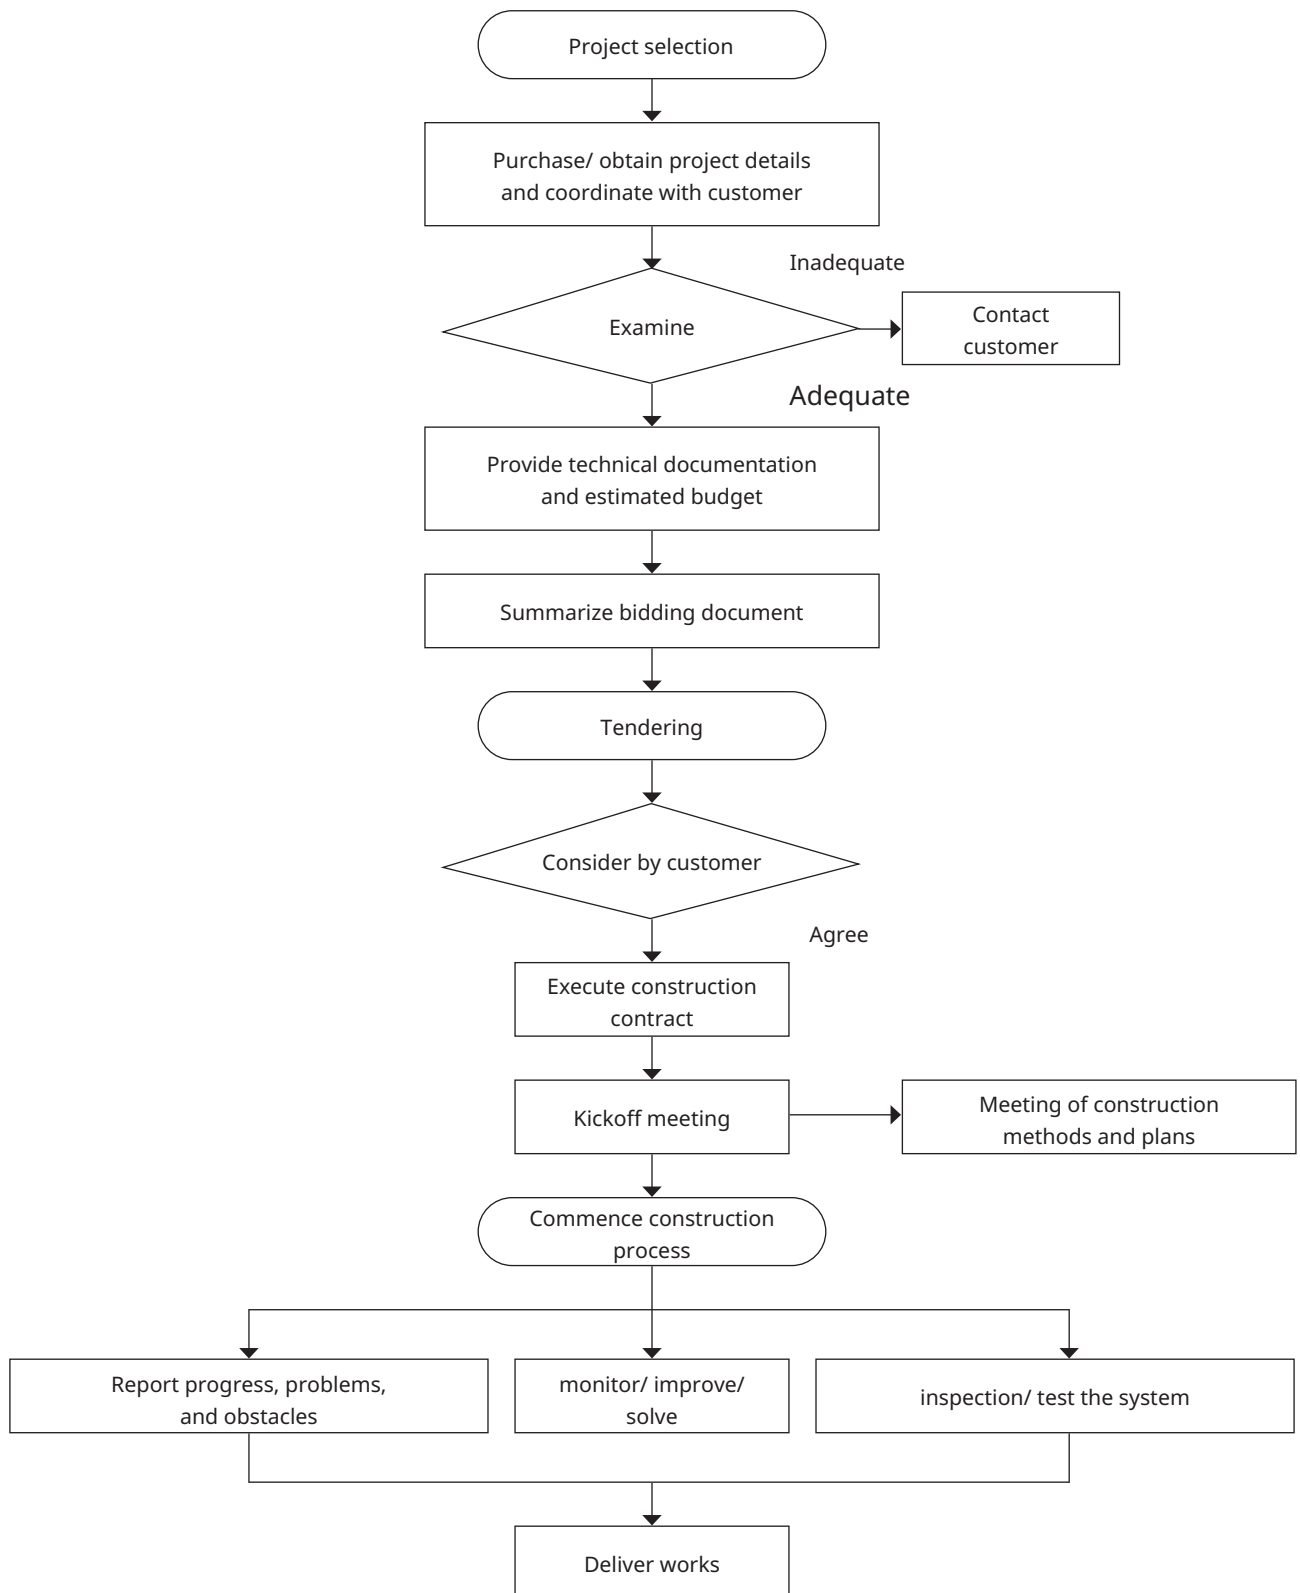 Project selection
Purchase/ obtain project details
and coordinate with customer
Inadequate
Examine
Contact
customer
Adequate
Provide technical documentation
and estimated budget
Summarize bidding document
Tendering
Consider by customer
Agree
Execute construction
contract
Kickoff meeting
Meeting of construction
methods and plans
Commence construction
process
Report progress, problems,
and obstacles
monitor/ improve/
solve
inspection/ test the system
Deliver works